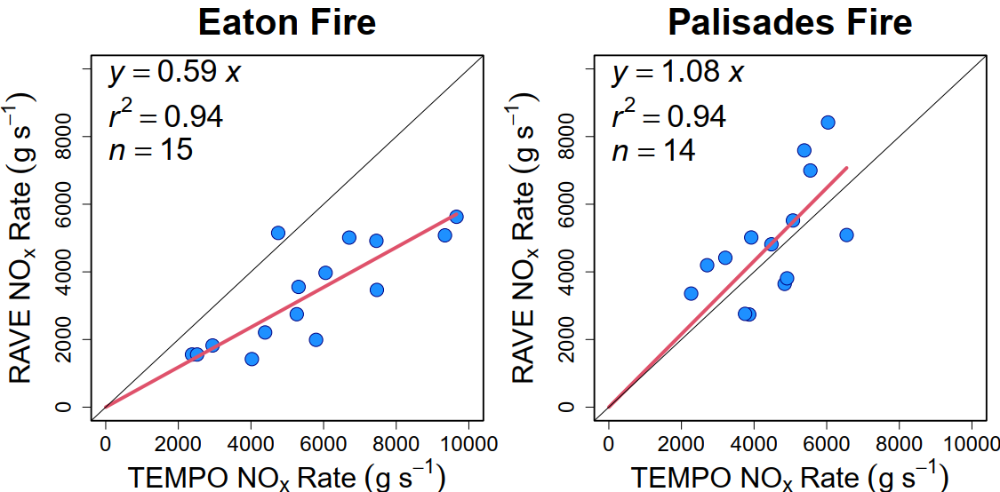 Eaton Fire
y = 0.59 x
r² = 0.94
n = 15
RAVE NOₓ Rate (g s⁻¹)
0
2000
4000
6000
8000
0 2000 4000 6000 8000 10000
TEMPO NOₓ Rate (g s⁻¹)
Palisades Fire
y = 1.08 x
r² = 0.94
n = 14
RAVE NOₓ Rate (g s⁻¹)
0
2000
4000
6000
8000
0 2000 4000 6000 8000 10000
TEMPO NOₓ Rate (g s⁻¹)